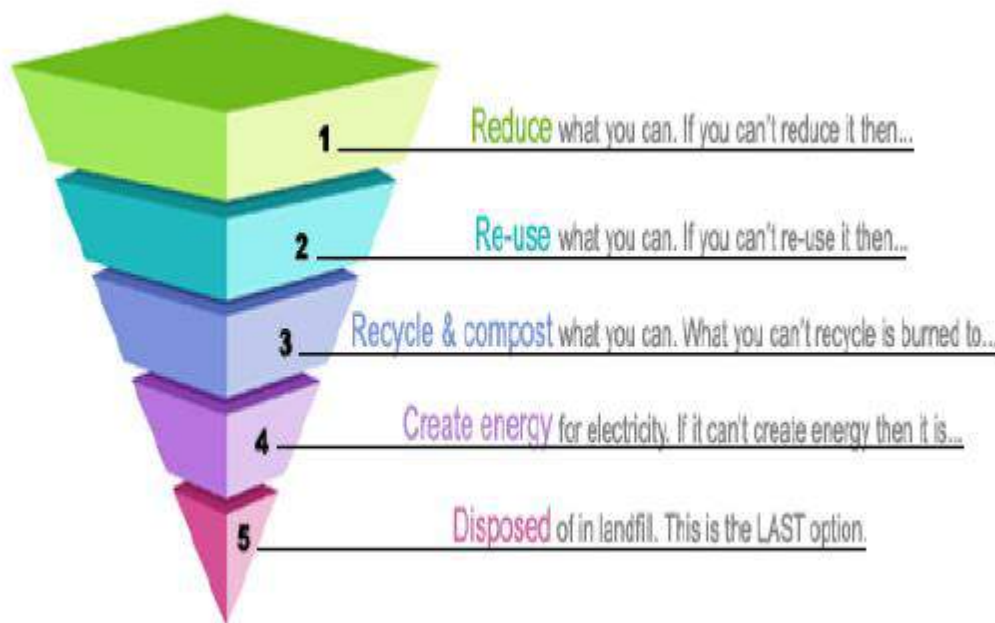 1 Reduce what you can. If you can't reduce it then...
2 Re-use what you can. If you can't re-use it then...
3 Recycle & compost what you can. What you can't recycle is burned to...
4 Create energy for electricity. If it can't create energy then it is...
5 Disposed of in landfill. This is the LAST option.